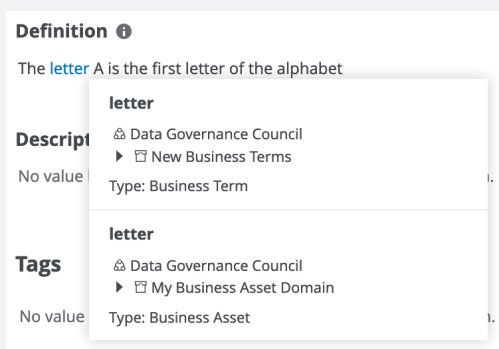 Definition
The letter A is the first letter of the alphabet
letter
Data Governance Council
New Business Terms
Type: Business Term
letter
Data Governance Council
My Business Asset Domain
Type: Business Asset
Descript
No value
Tags
No value